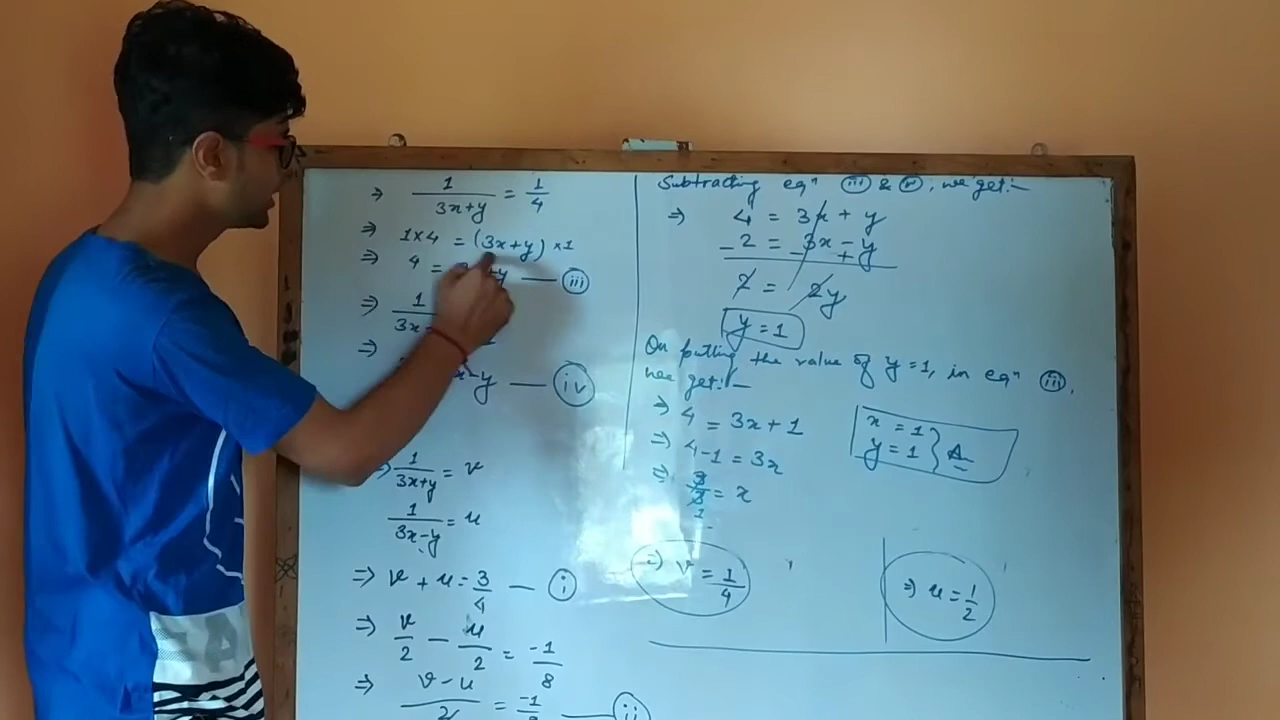 ⇒ 1/(3x+y) = 1/4
⇒ 1×4 = (3x+y)×1
⇒ 4 = +y — (iii)
⇒ 1/3x
⇒ x-y — (iv)
⇒ 1/(3x+y) = v
1/(3x-y) = u
⇒ v + u = 3/4 — (i)
⇒ v/2 - u/2 = -1/8
⇒ (v-u)/2 = -1/8 — (ii)
Subtracting eqn (iii) & (iv), we get:-
⇒ 4 = 3x + y
-2 = -3x - y
+
2 = 2y
y = 1
On putting the value of y = 1, in eqn (iii),
we get:-
⇒ 4 = 3x + 1
⇒ 4-1 = 3x
⇒ 3/3 = x
1
x = 1
y = 1
⇒ v = 1/4
⇒ u = 1/2